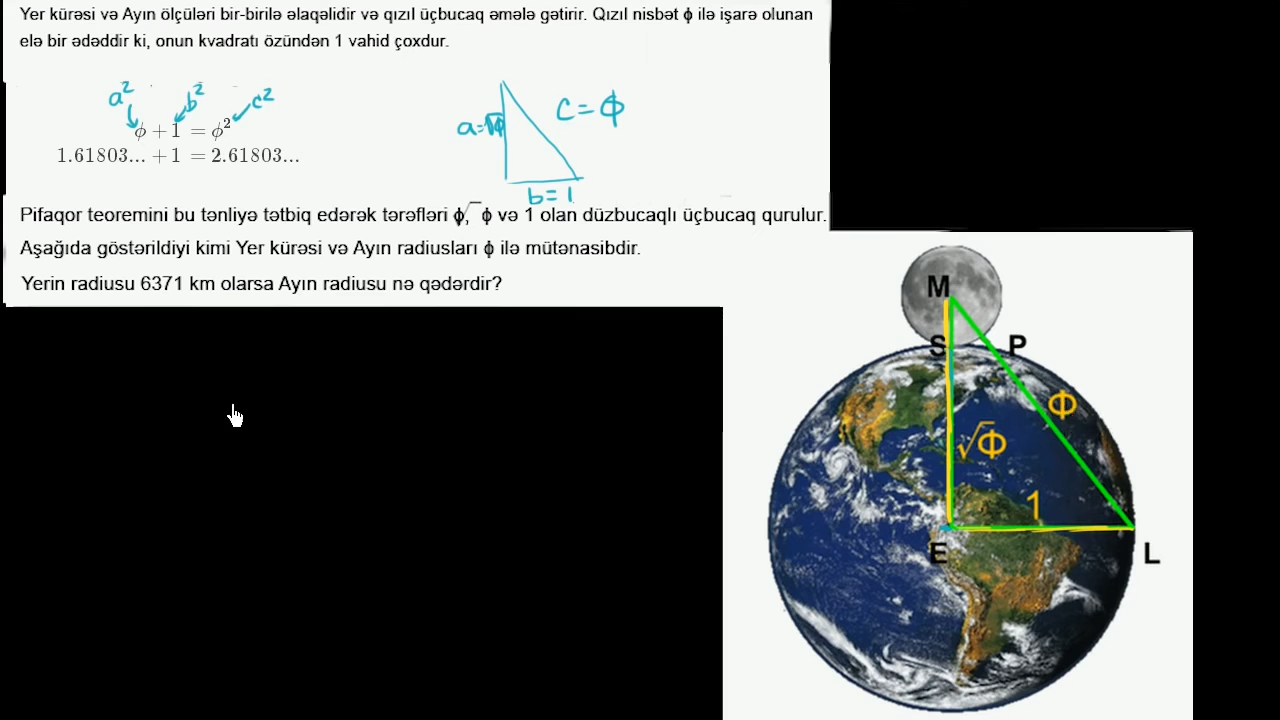 Yer kürəsi və Ayın ölçüləri bir-birilə əlaqəlidir və qızıl üçbucaq əmələ gətirir. Qızıl nisbət ϕ ilə işarə olunan
elə bir ədəddir ki, onun kvadratı özündən 1 vahid çoxdur.
a² b² c²
ϕ + 1 = ϕ²
1.61803... + 1 = 2.61803...
a=√ϕ c=ϕ
b=1
Pifaqor teoremini bu tənliyə tətbiq edərək tərəfləri ϕ,√ϕ və 1 olan düzbucaqlı üçbucaq qurulur.
Aşağıda göstərildiyi kimi Yer kürəsi və Ayın radiusları ϕ ilə mütənasibdir.
Yerin radiusu 6371 km olarsa Ayın radiusu nə qədərdir?
M
S P
Φ
√Φ
1
E L